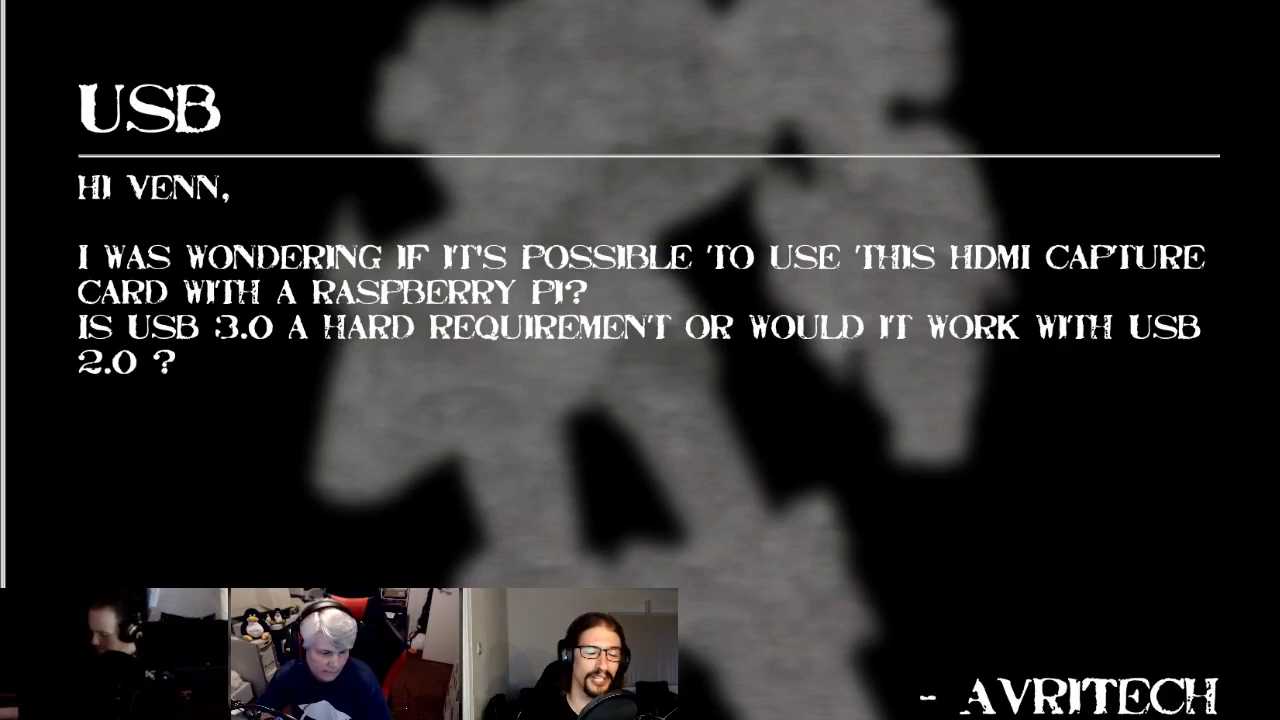 USB
HI VENN,
I WAS WONDERING IF IT'S POSSIBLE TO USE THIS HDMI CAPTURE
CARD WITH A RASPBERRY PI?
IS USB 3.0 A HARD REQUIREMENT OR WOULD IT WORK WITH USB
2.0 ?
- AVRITECH